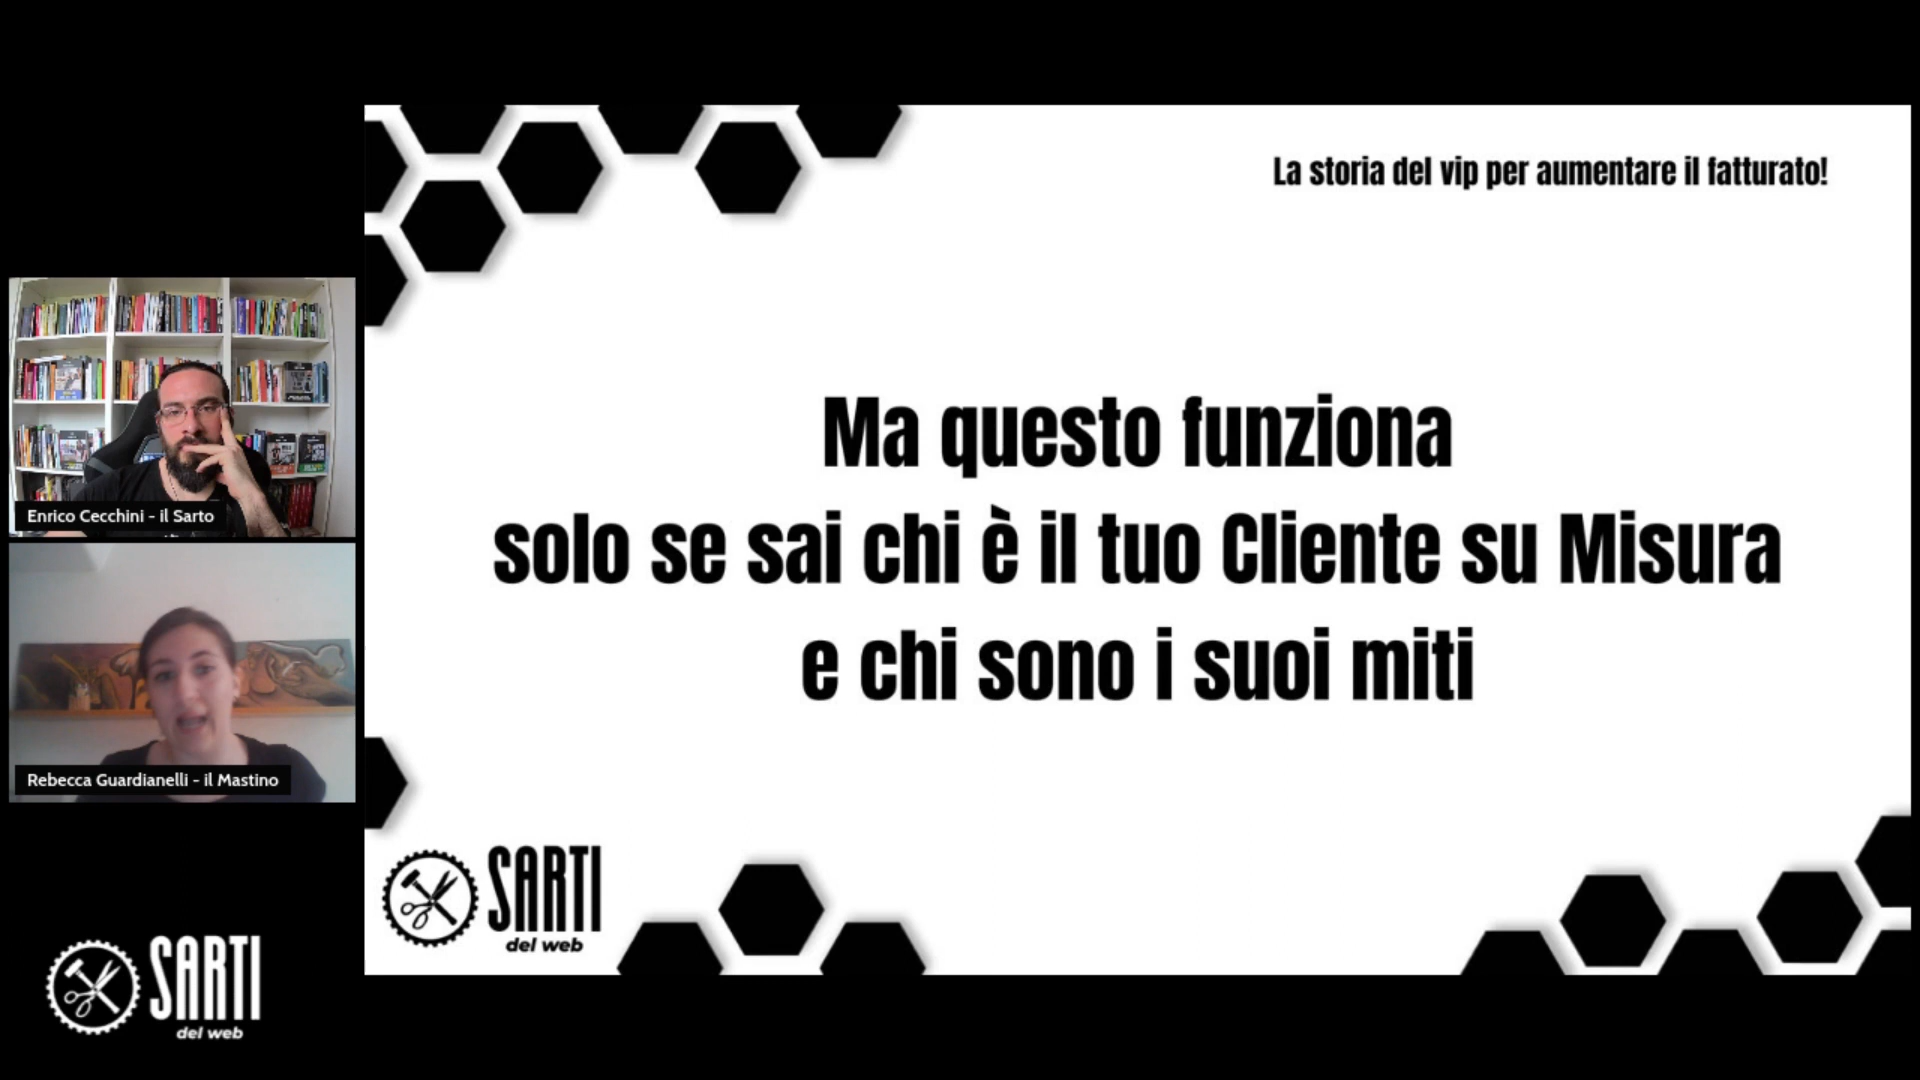 La storia del vip per aumentare il fatturato!
Ma questo funziona
solo se sai chi è il tuo Cliente su Misura
e chi sono i suoi miti
Enrico Cecchini - il Sarto
Rebecca Guardianelli - il Mastino
SARTI
del web
SARTI
del web